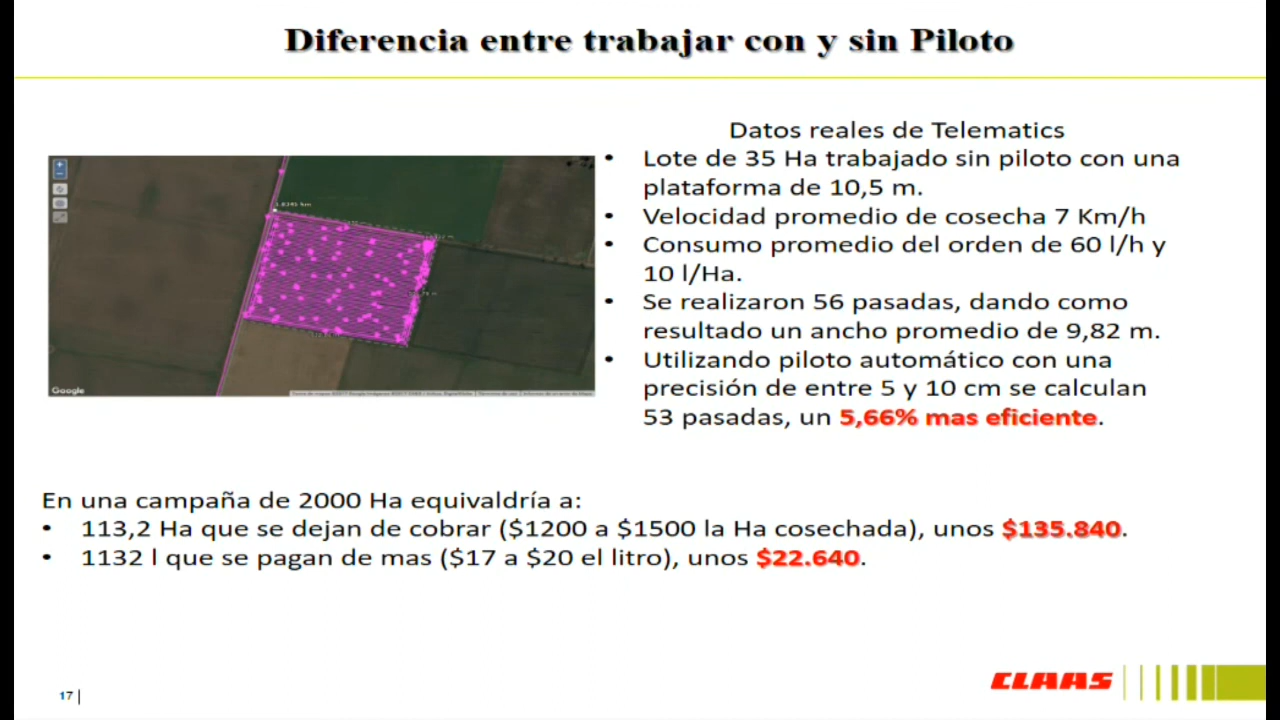 Diferencia entre trabajar con y sin Piloto
Datos reales de Telematics
• Lote de 35 Ha trabajado sin piloto con una
plataforma de 10,5 m.
• Velocidad promedio de cosecha 7 Km/h
• Consumo promedio del orden de 60 l/h y
10 l/Ha.
• Se realizaron 56 pasadas, dando como
resultado un ancho promedio de 9,82 m.
• Utilizando piloto automático con una
precisión de entre 5 y 10 cm se calculan
53 pasadas, un 5,66% mas eficiente.
Google
En una campaña de 2000 Ha equivaldría a:
• 113,2 Ha que se dejan de cobrar ($1200 a $1500 la Ha cosechada), unos $135.840.
• 1132 l que se pagan de mas ($17 a $20 el litro), unos $22.640.
17 |
CLAAS